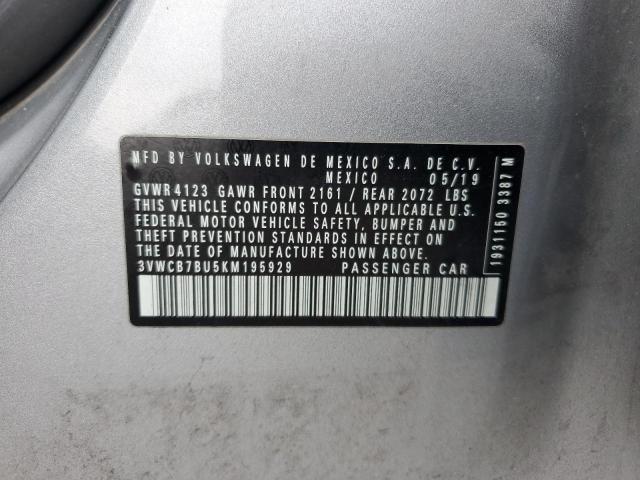 MFD BY VOLKSWAGEN DE MEXICO S.A. DE C.V.
MEXICO 05/19
GVWR 4123 GAWR FRONT 2161 / REAR 2072 LBS
THIS VEHICLE CONFORMS TO ALL APPLICABLE U.S.
FEDERAL MOTOR VEHICLE SAFETY, BUMPER AND
THEFT PREVENTION STANDARDS IN EFFECT ON
THE DATE OF MANUFACTURE SHOWN ABOVE
3VWCB7BU5KM195929 PASSENGER CAR
1931150 3387 M